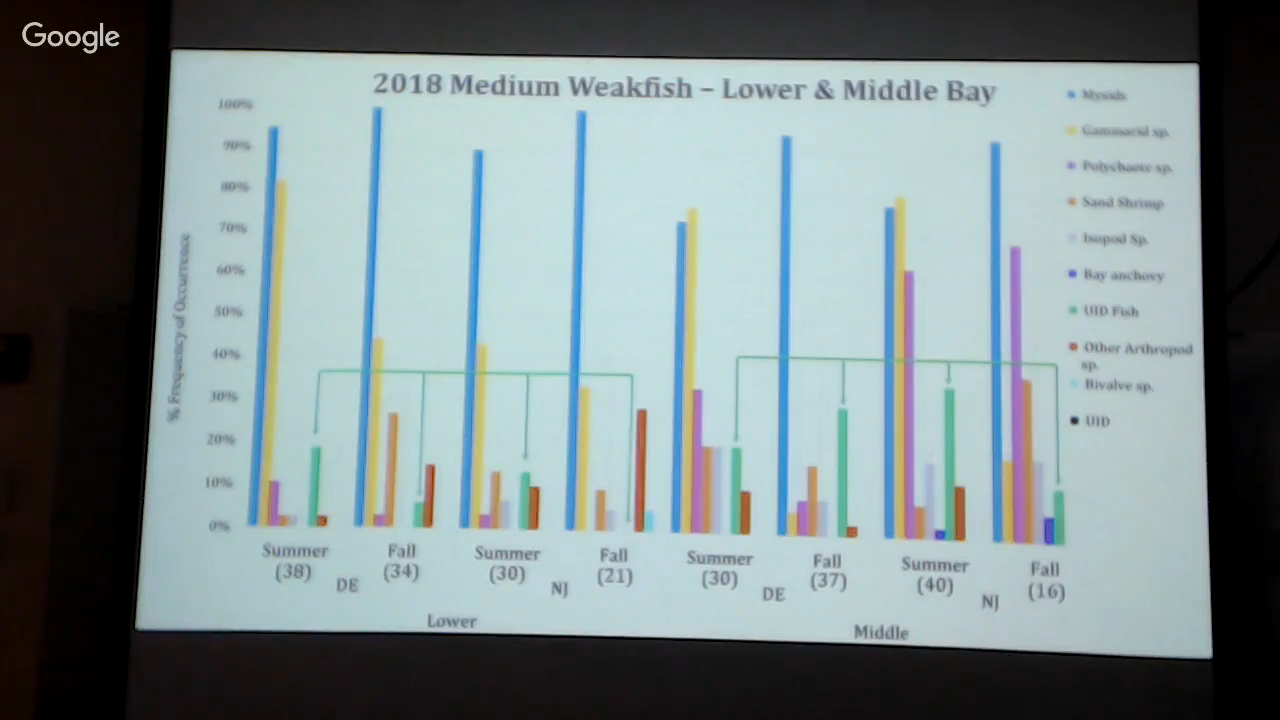 Google
2018 Medium Weakfish – Lower & Middle Bay
% Frequency of Occurrence
100%
90%
80%
70%
60%
50%
40%
30%
20%
10%
0%
Summer
(38)
Fall
(34)
Summer
(30)
Fall
(21)
Summer
(30)
Fall
(37)
Summer
(40)
Fall
(16)
DE
NJ
DE
NJ
Lower
Middle
Mysids
Gammarid sp.
Polychaete sp.
Sand Shrimp
Isopod Sp.
Bay anchovy
UID Fish
Other Arthropod
sp.
Bivalve sp.
UID